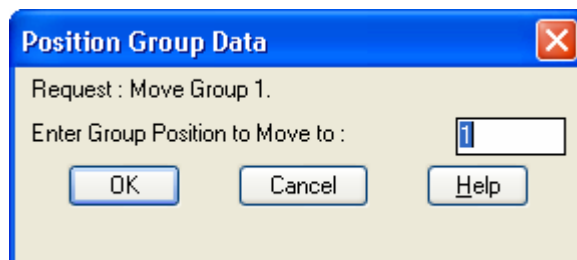 Position Group Data
Request : Move Group 1.
Enter Group Position to Move to : 1
OK Cancel Help